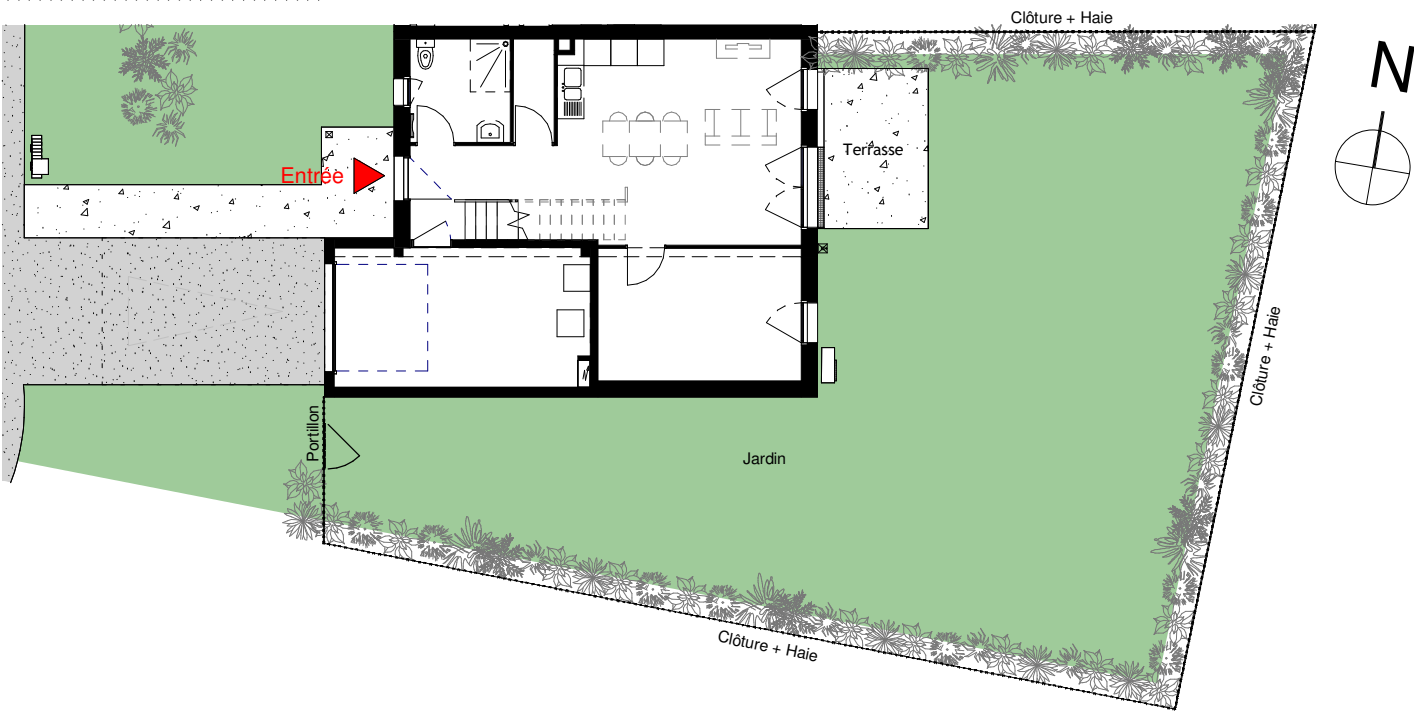 Clôture + Haie
N
Terrasse
Entrée
Clôture + Haie
Portillon
Jardin
Clôture + Haie